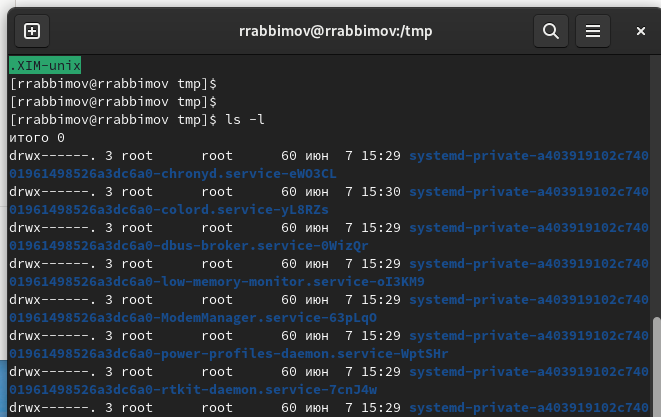 rrabbimov@rrabbimov:/tmp
.XIM-unix
[rrabbimov@rrabbimov tmp]$
[rrabbimov@rrabbimov tmp]$
[rrabbimov@rrabbimov tmp]$ ls -l
итого 0
drwx------. 3 root      root      60 июн  7 15:29 systemd-private-a403919102c740
01961498526a3dc6a0-chronyd.service-eWO3CL
drwx------. 3 root      root      60 июн  7 15:30 systemd-private-a403919102c740
01961498526a3dc6a0-colord.service-yL8RZs
drwx------. 3 root      root      60 июн  7 15:29 systemd-private-a403919102c740
01961498526a3dc6a0-dbus-broker.service-0WizQr
drwx------. 3 root      root      60 июн  7 15:29 systemd-private-a403919102c740
01961498526a3dc6a0-low-memory-monitor.service-oI3KM9
drwx------. 3 root      root      60 июн  7 15:29 systemd-private-a403919102c740
01961498526a3dc6a0-ModemManager.service-63pLqO
drwx------. 3 root      root      60 июн  7 15:29 systemd-private-a403919102c740
01961498526a3dc6a0-power-profiles-daemon.service-WptSHr
drwx------. 3 root      root      60 июн  7 15:29 systemd-private-a403919102c740
01961498526a3dc6a0-rtkit-daemon.service-7cnJ4w
drwx------. 3 root      root      60 июн  7 15:29 systemd-private-a403919102c740